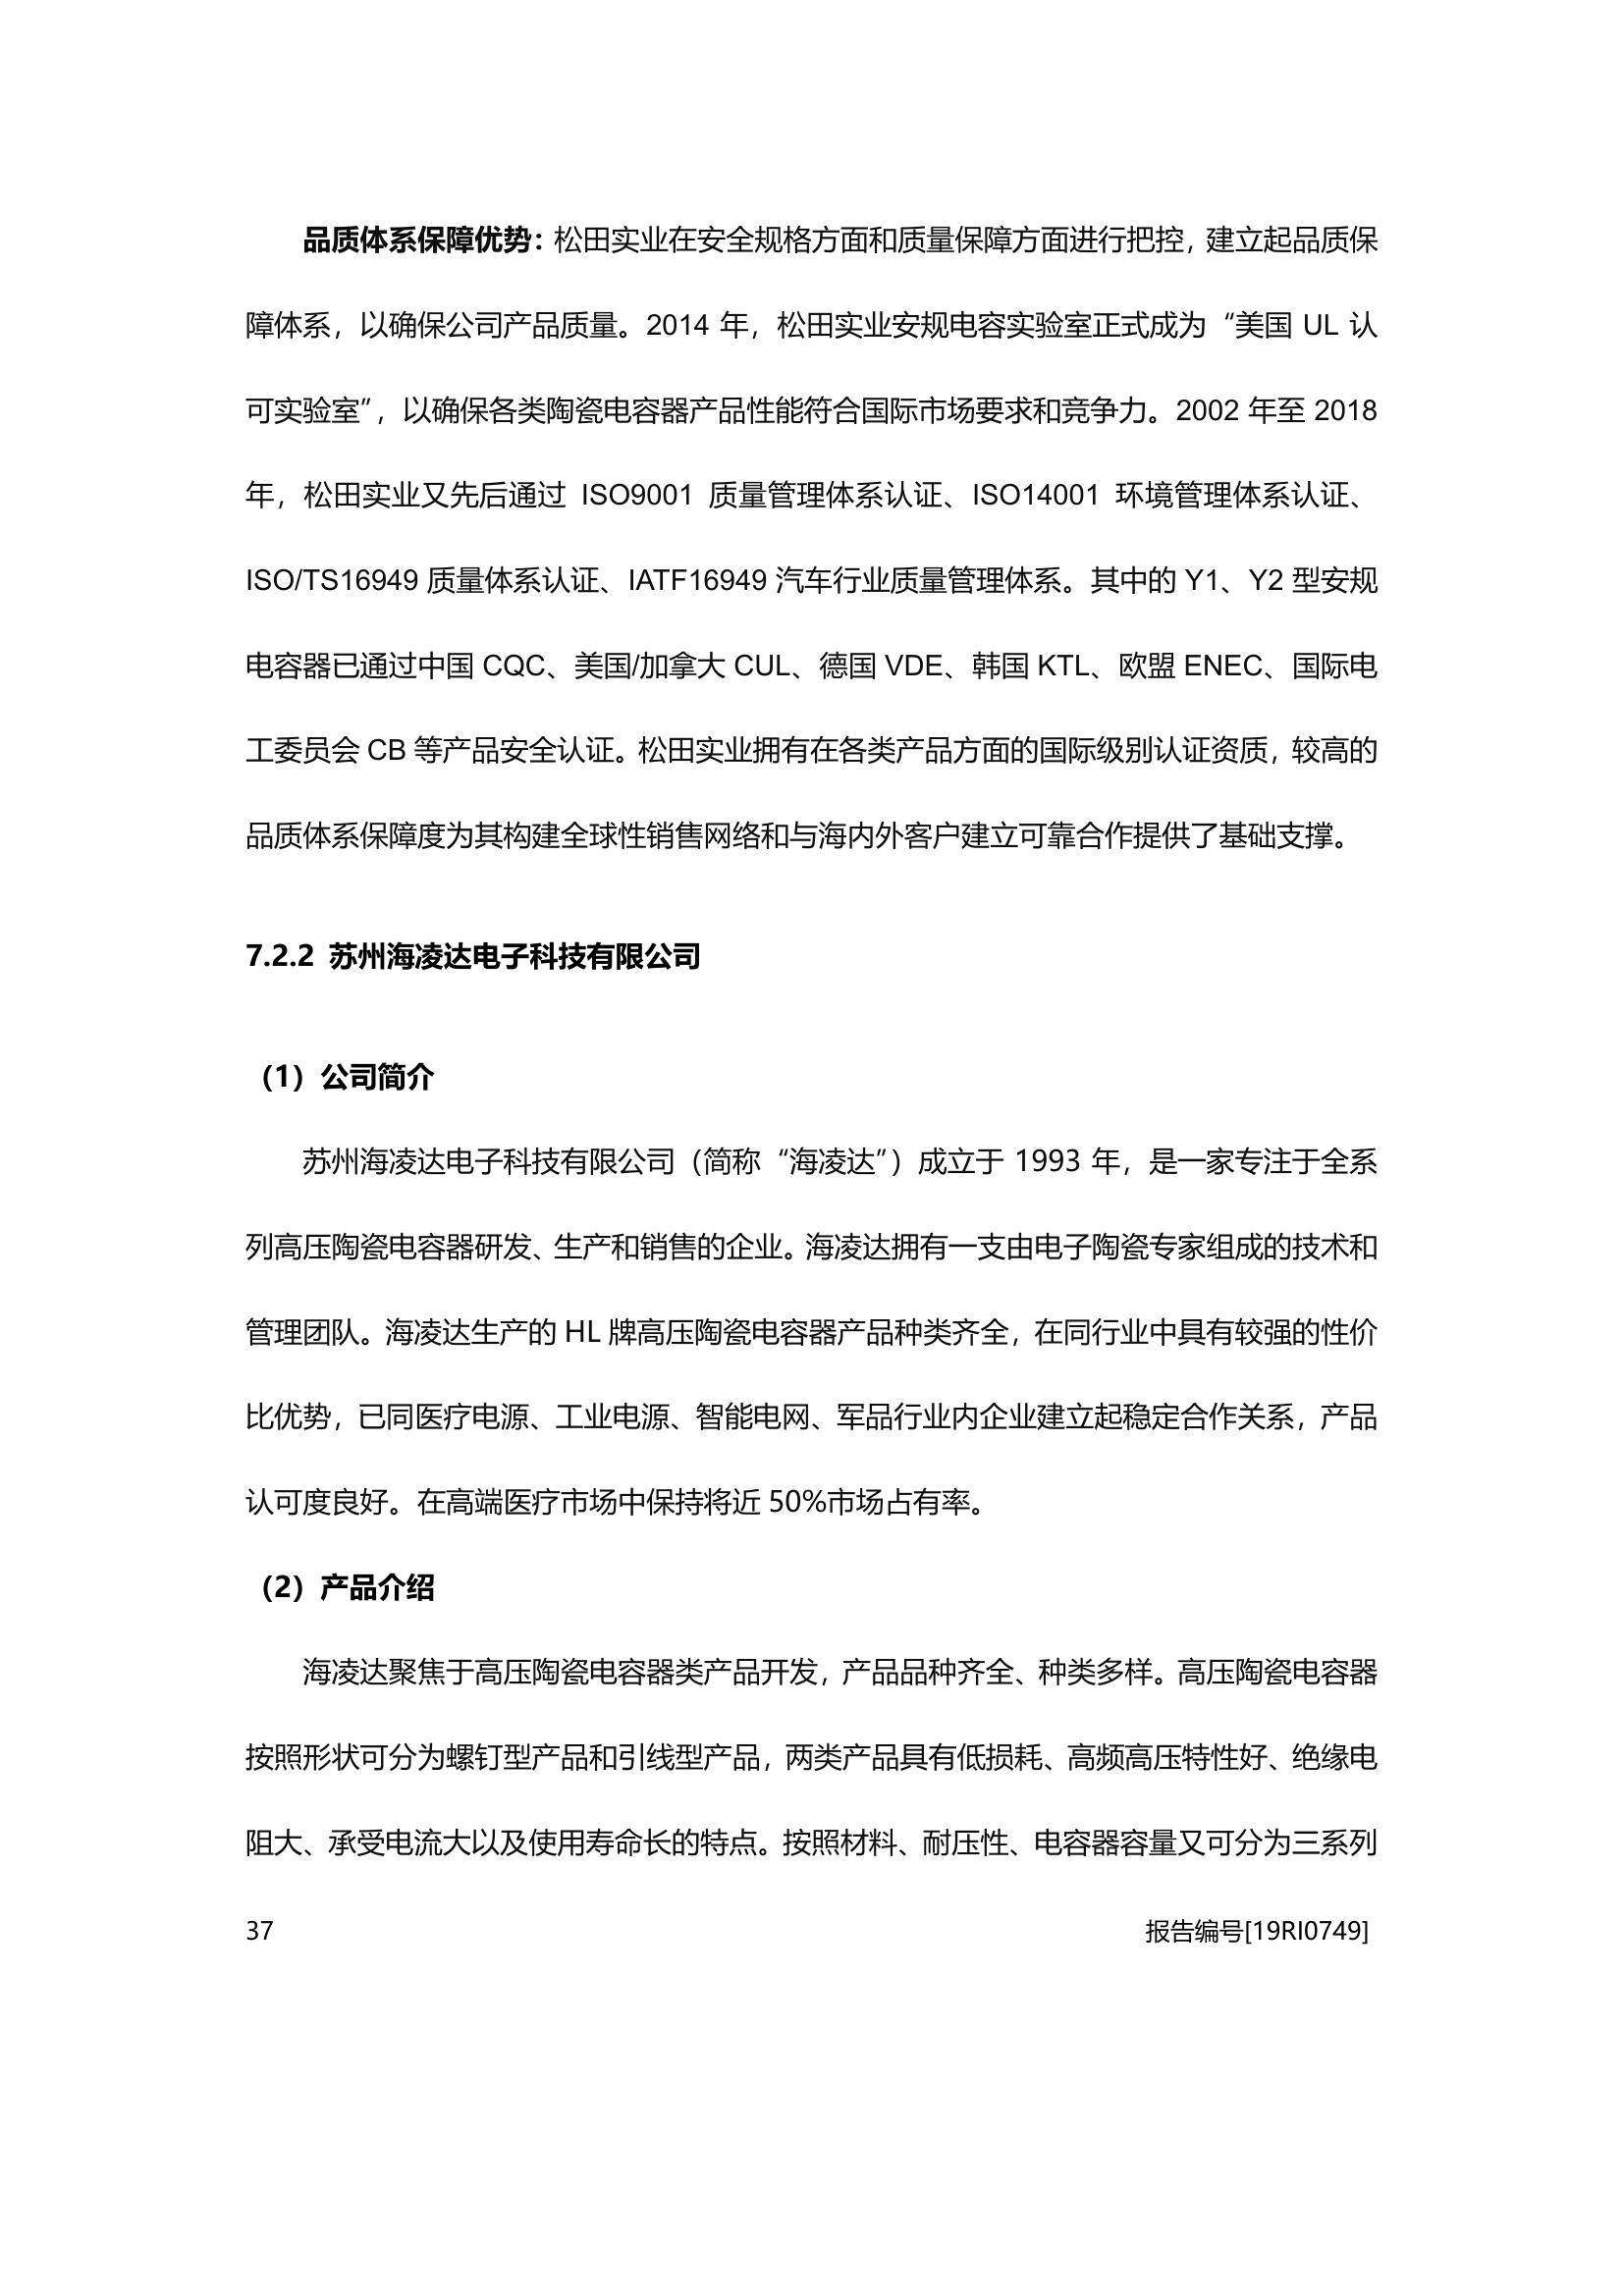 品质体系保障优势：松田实业在安全规格方面和质量保障方面进行把控，建立起品质保
障体系，以确保公司产品质量。2014 年，松田实业安规电容实验室正式成为“美国 UL 认
可实验室”，以确保各类陶瓷电容器产品性能符合国际市场要求和竞争力。2002 年至 2018
年，松田实业又先后通过 ISO9001 质量管理体系认证、ISO14001 环境管理体系认证、
ISO/TS16949 质量体系认证、IATF16949 汽车行业质量管理体系。其中的 Y1、Y2 型安规
电容器已通过中国 CQC、美国/加拿大 CUL、德国 VDE、韩国 KTL、欧盟 ENEC、国际电
工委员会 CB 等产品安全认证。松田实业拥有在各类产品方面的国际级别认证资质，较高的
品质体系保障度为其构建全球性销售网络和与海内外客户建立可靠合作提供了基础支撑。
7.2.2 苏州海凌达电子科技有限公司
（1）公司简介
苏州海凌达电子科技有限公司（简称“海凌达”）成立于 1993 年，是一家专注于全系
列高压陶瓷电容器研发、生产和销售的企业。海凌达拥有一支由电子陶瓷专家组成的技术和
管理团队。海凌达生产的 HL 牌高压陶瓷电容器产品种类齐全，在同行业中具有较强的性价
比优势，已同医疗电源、工业电源、智能电网、军品行业内企业建立起稳定合作关系，产品
认可度良好。在高端医疗市场中保持将近 50%市场占有率。
（2）产品介绍
海凌达聚焦于高压陶瓷电容器类产品开发，产品品种齐全、种类多样。高压陶瓷电容器
按照形状可分为螺钉型产品和引线型产品，两类产品具有低损耗、高频高压特性好、绝缘电
阻大、承受电流大以及使用寿命长的特点。按照材料、耐压性、电容器容量又可分为三系列
37 报告编号[19RI0749]